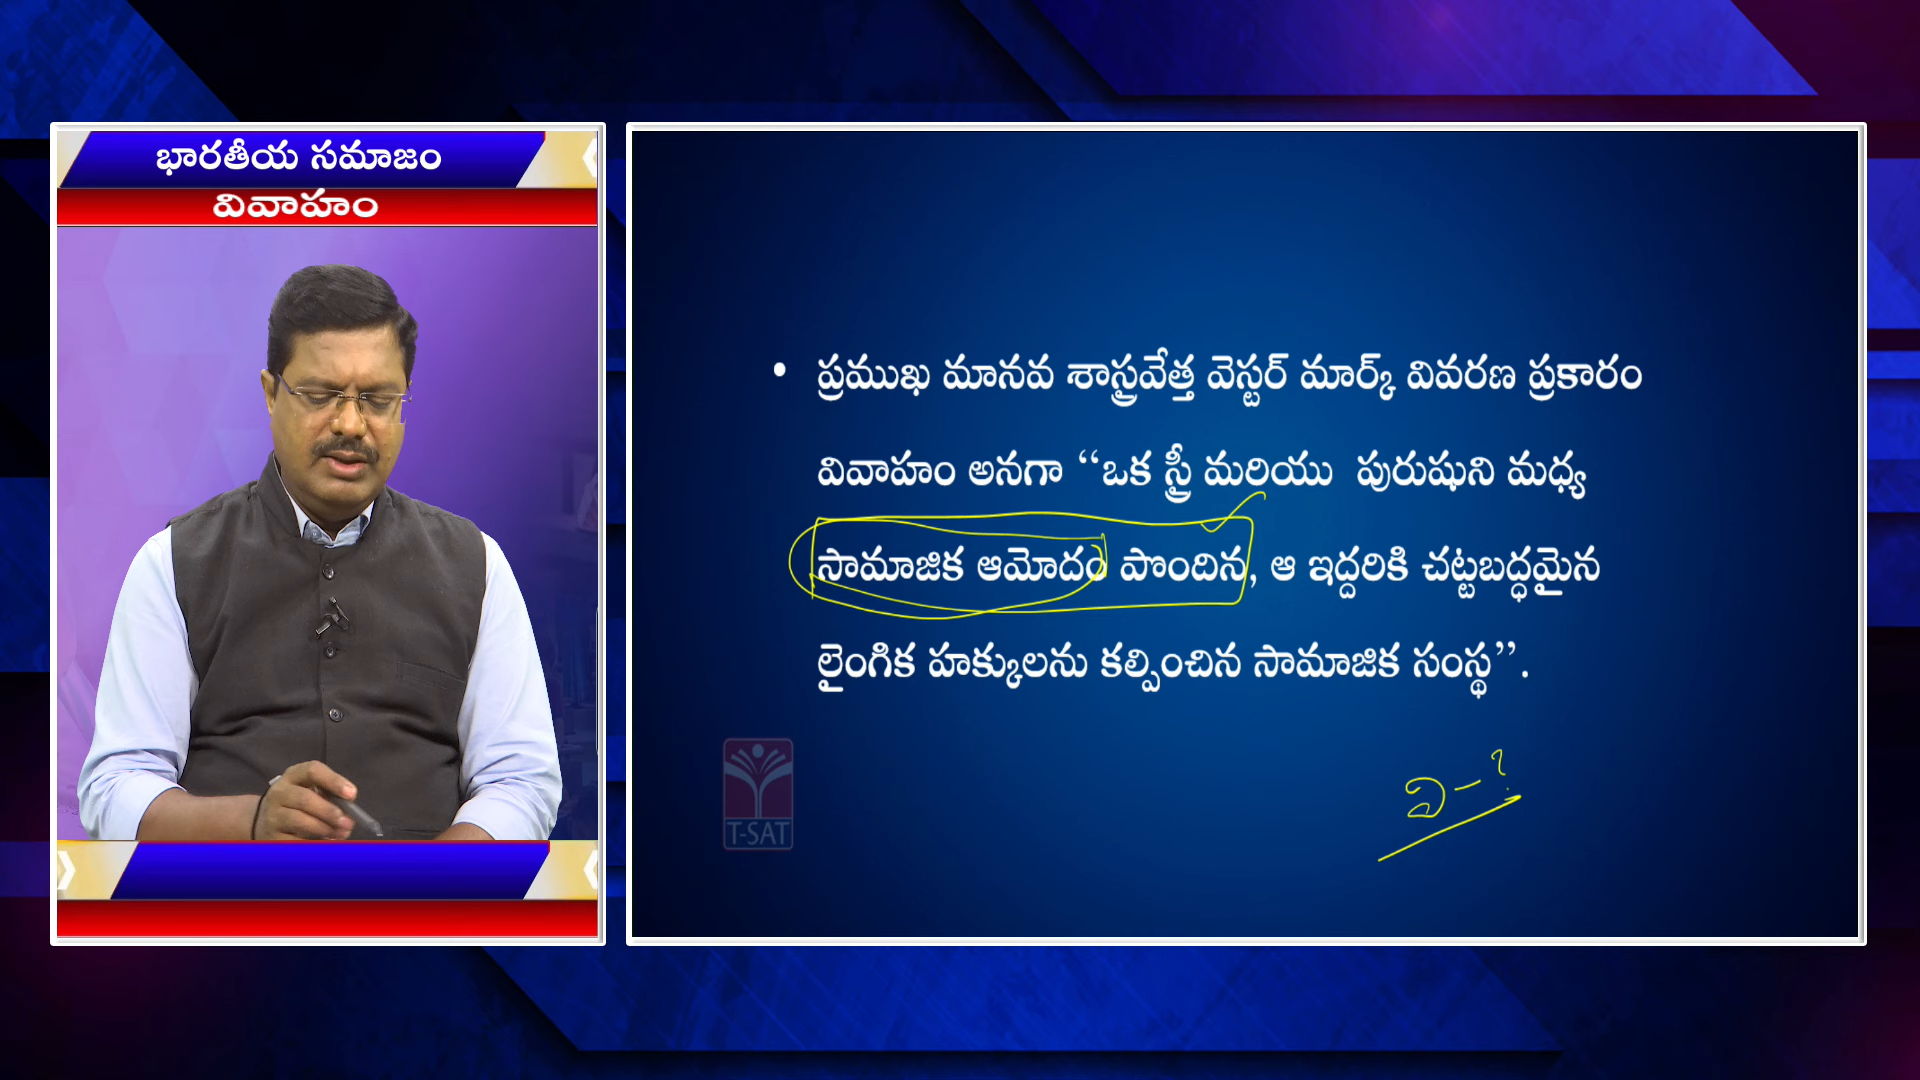 భారతీయ సమాజం
వివాహం
• ప్రముఖ మానవ శాస్త్రవేత్త వెస్టర్ మార్క్ వివరణ ప్రకారం
వివాహం అనగా “ఒక స్త్రీ మరియు పురుషుని మధ్య
సామాజిక ఆమోదం పొందిన, ఆ ఇద్దరికి చట్టబద్ధమైన
లైంగిక హక్కులను కల్పించిన సామాజిక సంస్థ”.
వి-?
T-SAT